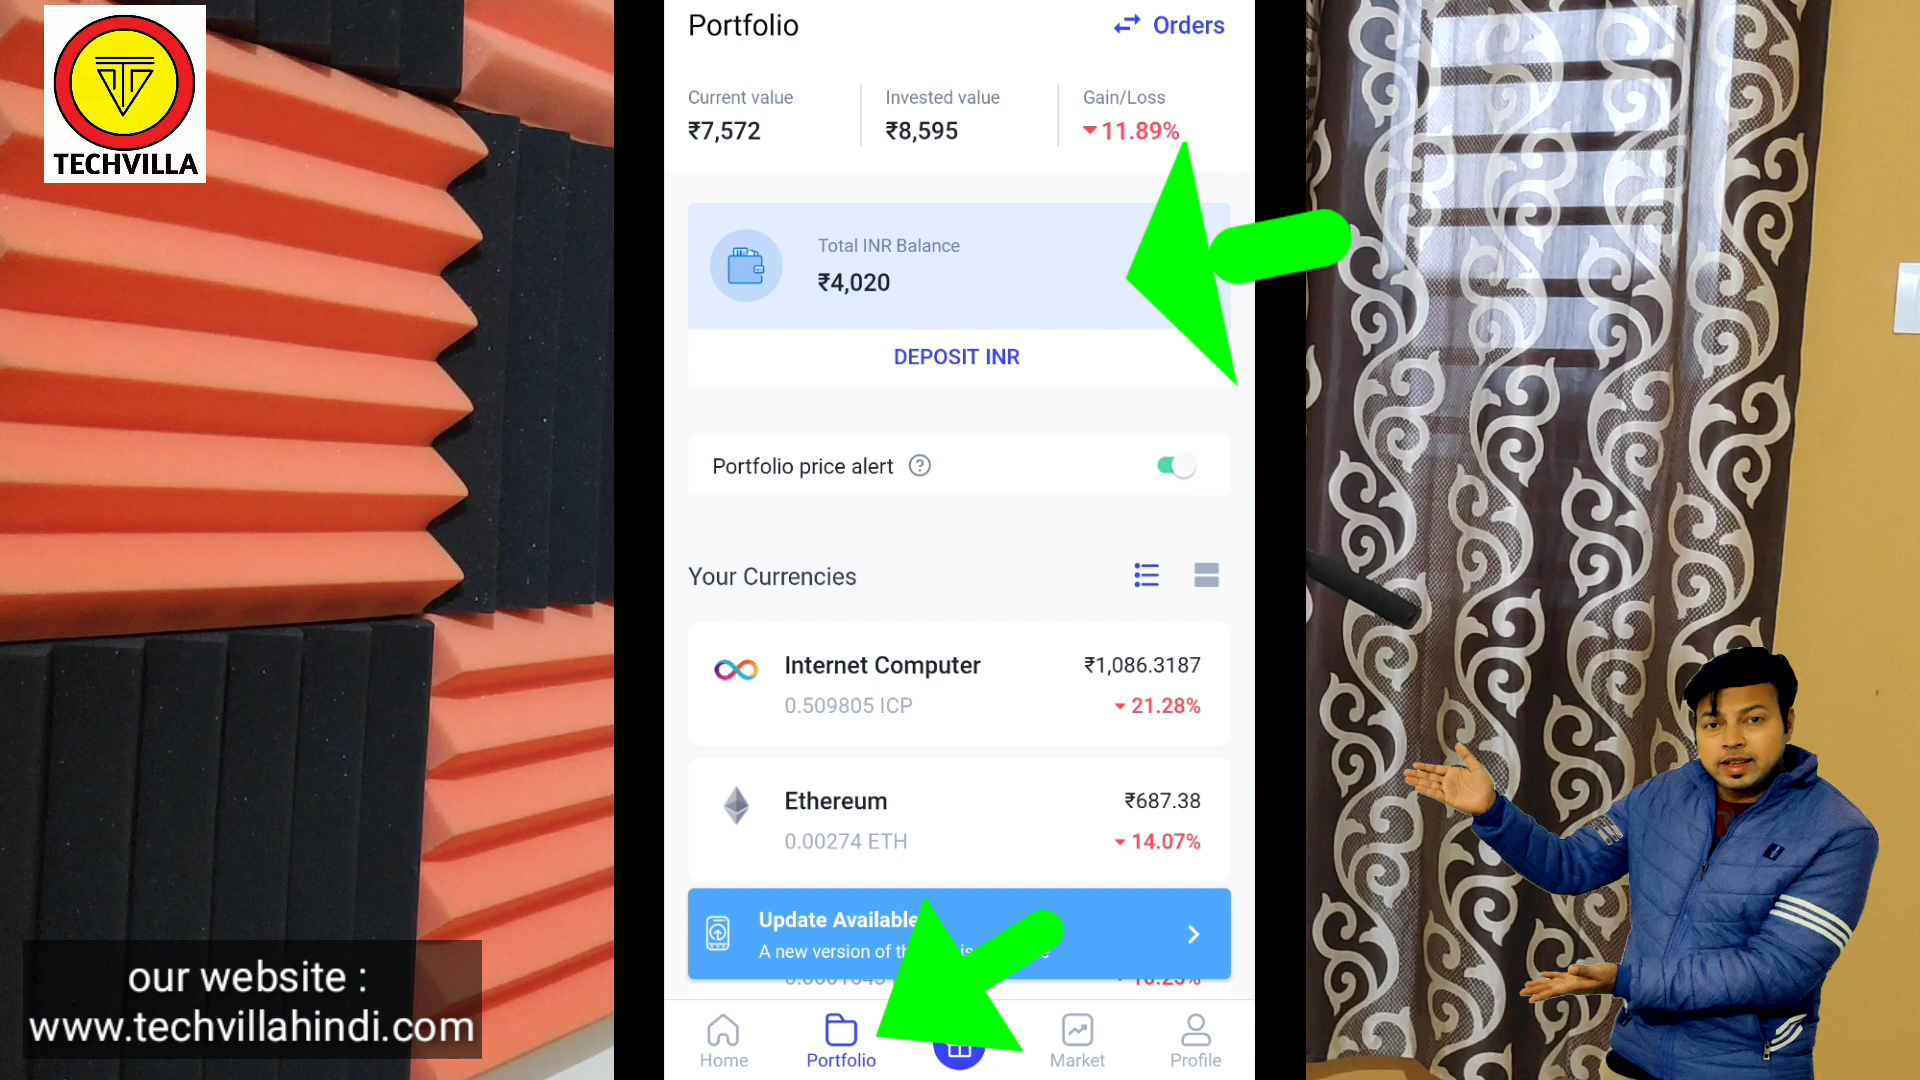 TECHVILLA
Portfolio
Orders
Current value
Invested value
Gain/Loss
₹7,572
₹8,595
11.89%
Total INR Balance
₹4,020
DEPOSIT INR
Portfolio price alert
Your Currencies
Internet Computer
₹1,086.3187
0.509805 ICP
21.28%
Ethereum
₹687.38
0.00274 ETH
14.07%
Update Available
A new version of
our website :
www.techvillahindi.com
Home
Portfolio
Market
Profile